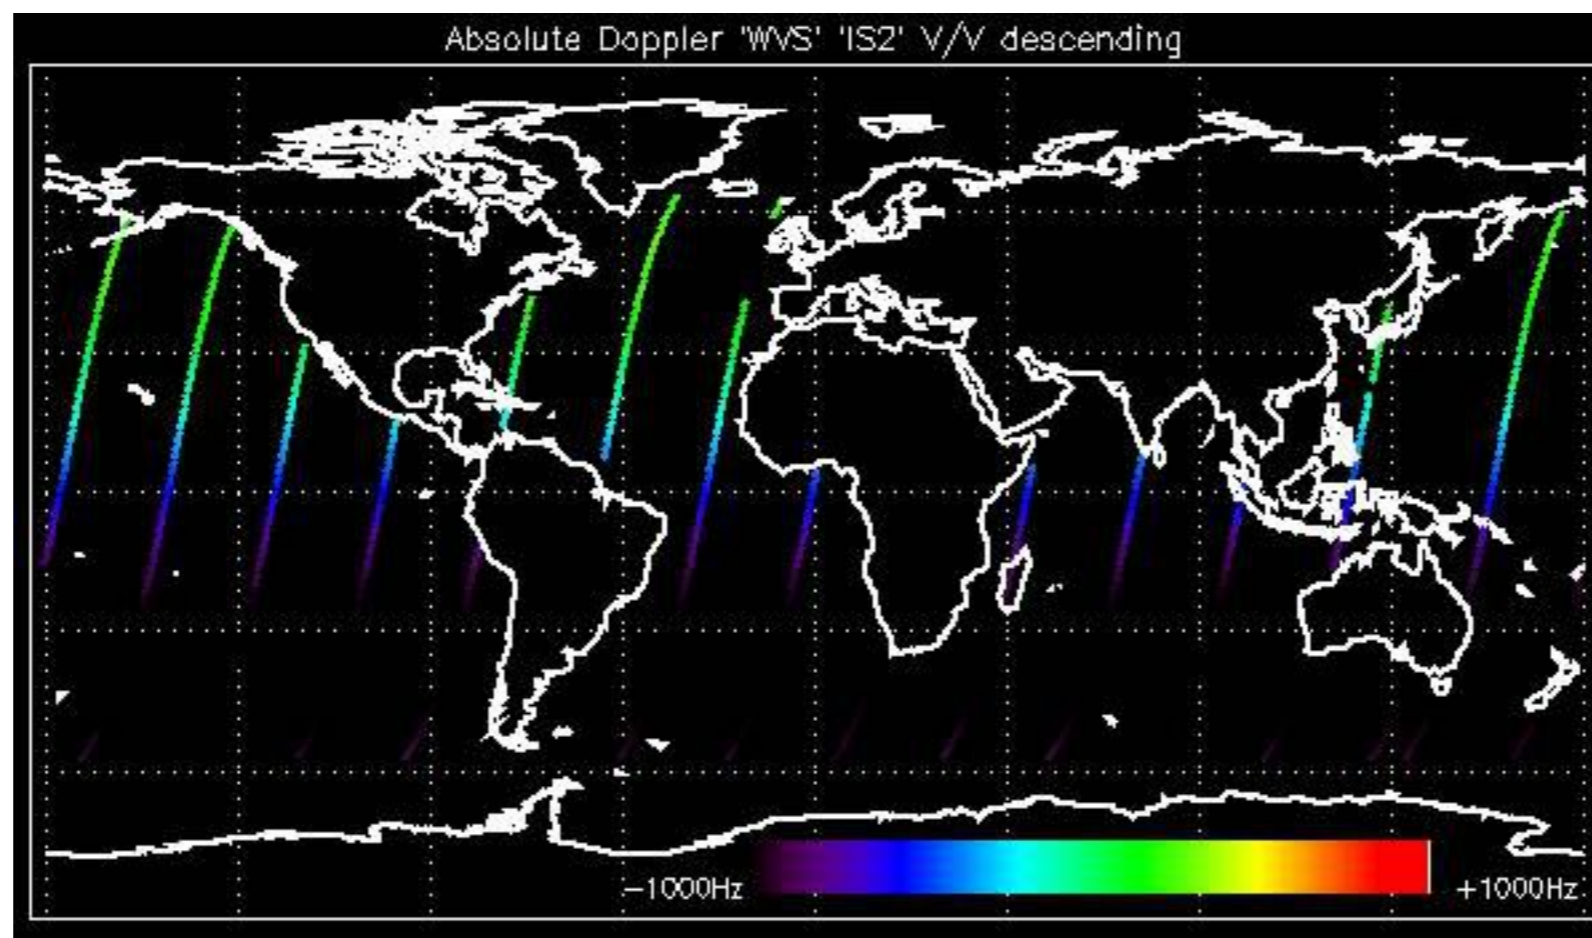 Absolute Doppler 'WVS' 'IS2' V/V descending
−1000Hz
+1000Hz